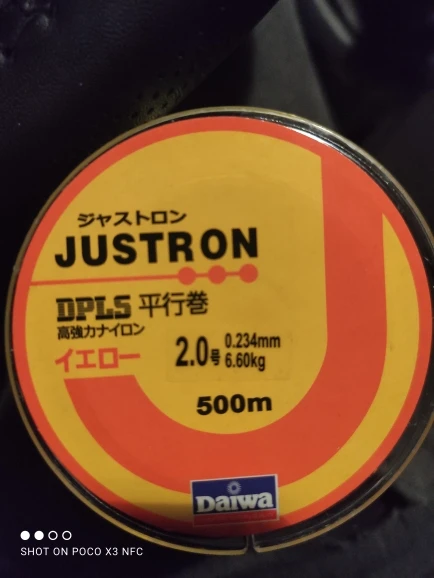 ジャストロン
JUSTRON
DPLS 平行巻
高強力ナイロン
イエロー
2.0号 0.234mm
6.60kg
500m
Daiwa
SHOT ON POCO X3 NFC